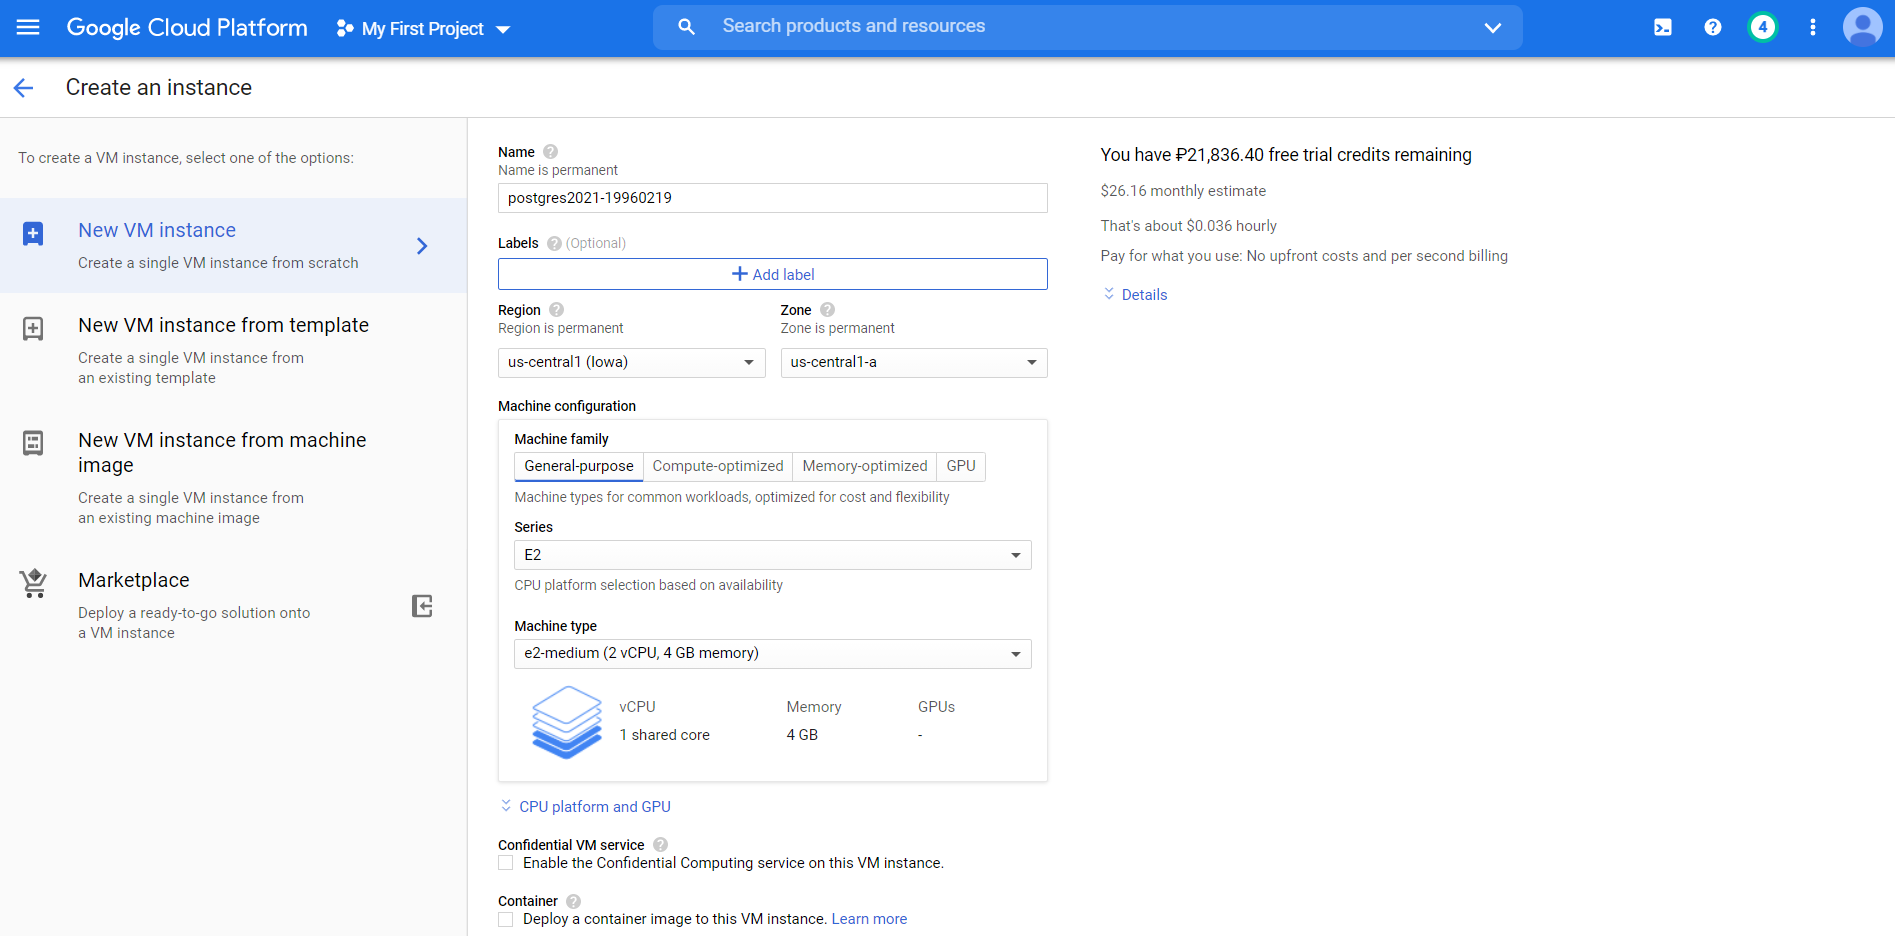 Google Cloud Platform
My First Project
Search products and resources
4
Create an instance
To create a VM instance, select one of the options:
New VM instance
Create a single VM instance from scratch
New VM instance from template
Create a single VM instance from
an existing template
New VM instance from machine
image
Create a single VM instance from
an existing machine image
Marketplace
Deploy a ready-to-go solution onto
a VM instance
Name
Name is permanent
postgres2021-19960219
Labels (Optional)
Add label
Region
Region is permanent
us-central1 (Iowa)
Zone
Zone is permanent
us-central1-a
Machine configuration
Machine family
General-purpose Compute-optimized Memory-optimized GPU
Machine types for common workloads, optimized for cost and flexibility
Series
E2
CPU platform selection based on availability
Machine type
e2-medium (2 vCPU, 4 GB memory)
vCPU Memory GPUs
1 shared core 4 GB -
CPU platform and GPU
Confidential VM service
Enable the Confidential Computing service on this VM instance.
Container
Deploy a container image to this VM instance. Learn more
You have ₽21,836.40 free trial credits remaining
$26.16 monthly estimate
That's about $0.036 hourly
Pay for what you use: No upfront costs and per second billing
Details